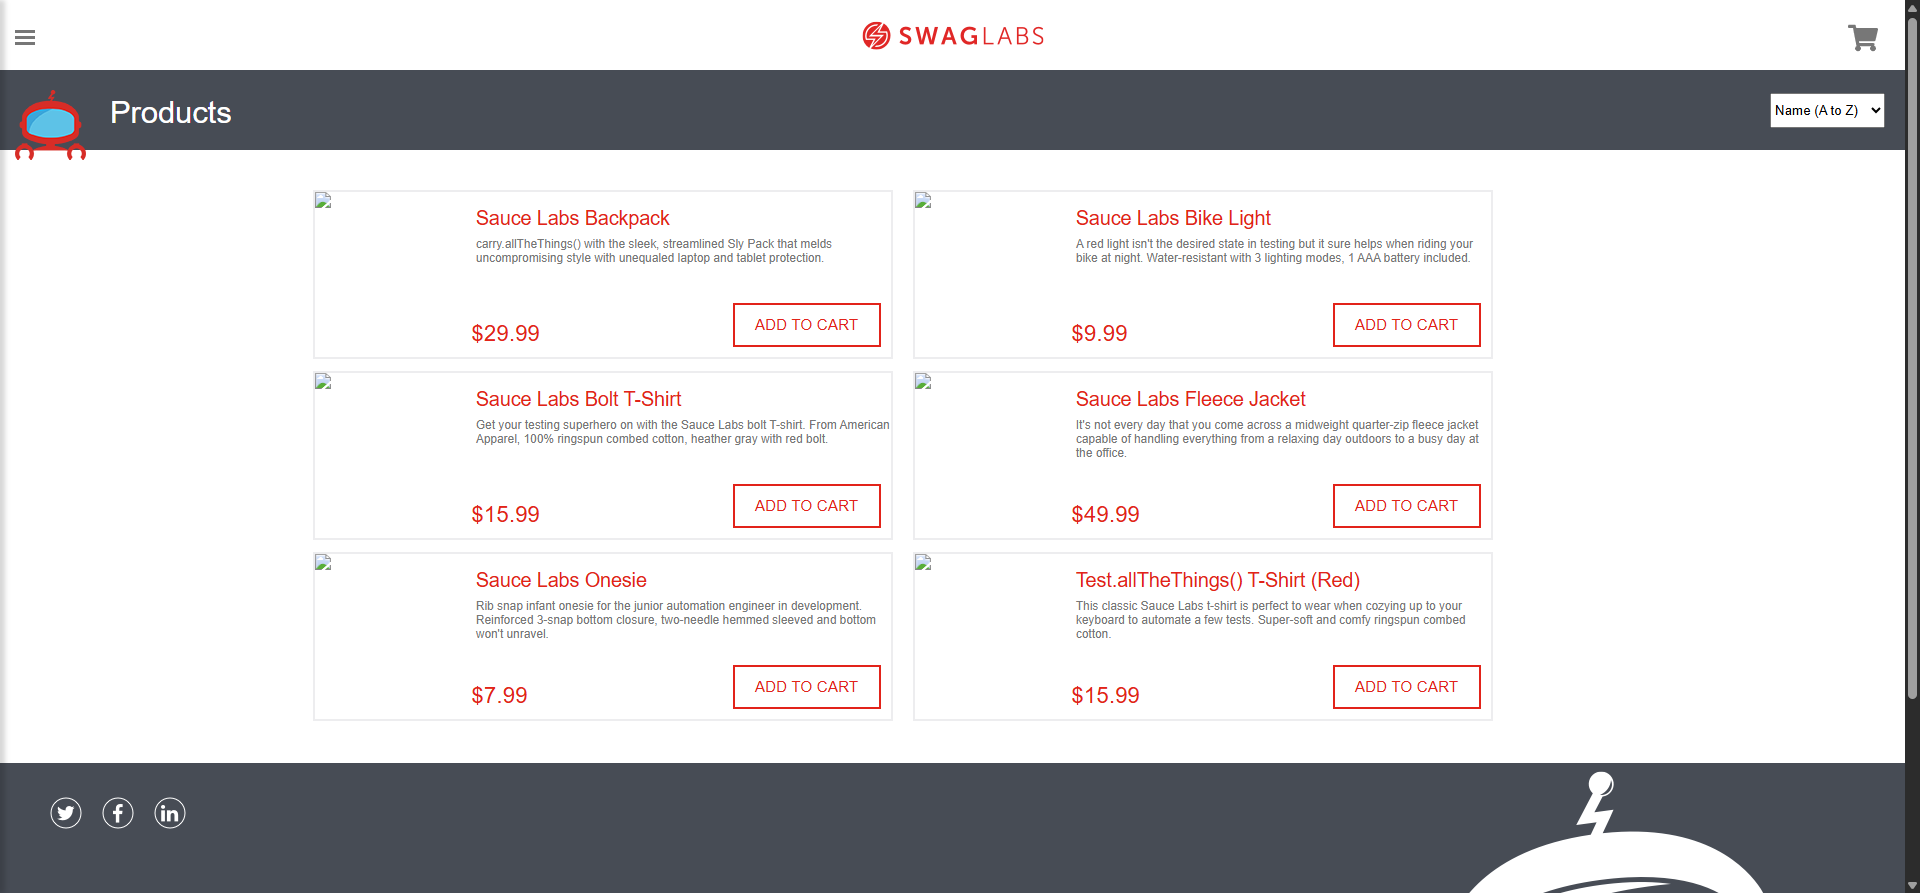 SWAGLABS
Products
Name (A to Z)
Sauce Labs Backpack
carry.allTheThings() with the sleek, streamlined Sly Pack that melds
uncompromising style with unequaled laptop and tablet protection.
$29.99
ADD TO CART
Sauce Labs Bike Light
A red light isn't the desired state in testing but it sure helps when riding your
bike at night. Water-resistant with 3 lighting modes, 1 AAA battery included.
$9.99
ADD TO CART
Sauce Labs Bolt T-Shirt
Get your testing superhero on with the Sauce Labs bolt T-shirt. From American
Apparel, 100% ringspun combed cotton, heather gray with red bolt.
$15.99
ADD TO CART
Sauce Labs Fleece Jacket
It's not every day that you come across a midweight quarter-zip fleece jacket
capable of handling everything from a relaxing day outdoors to a busy day at
the office.
$49.99
ADD TO CART
Sauce Labs Onesie
Rib snap infant onesie for the junior automation engineer in development.
Reinforced 3-snap bottom closure, two-needle hemmed sleeved and bottom
won't unravel.
$7.99
ADD TO CART
Test.allTheThings() T-Shirt (Red)
This classic Sauce Labs t-shirt is perfect to wear when cozying up to your
keyboard to automate a few tests. Super-soft and comfy ringspun combed
cotton.
$15.99
ADD TO CART